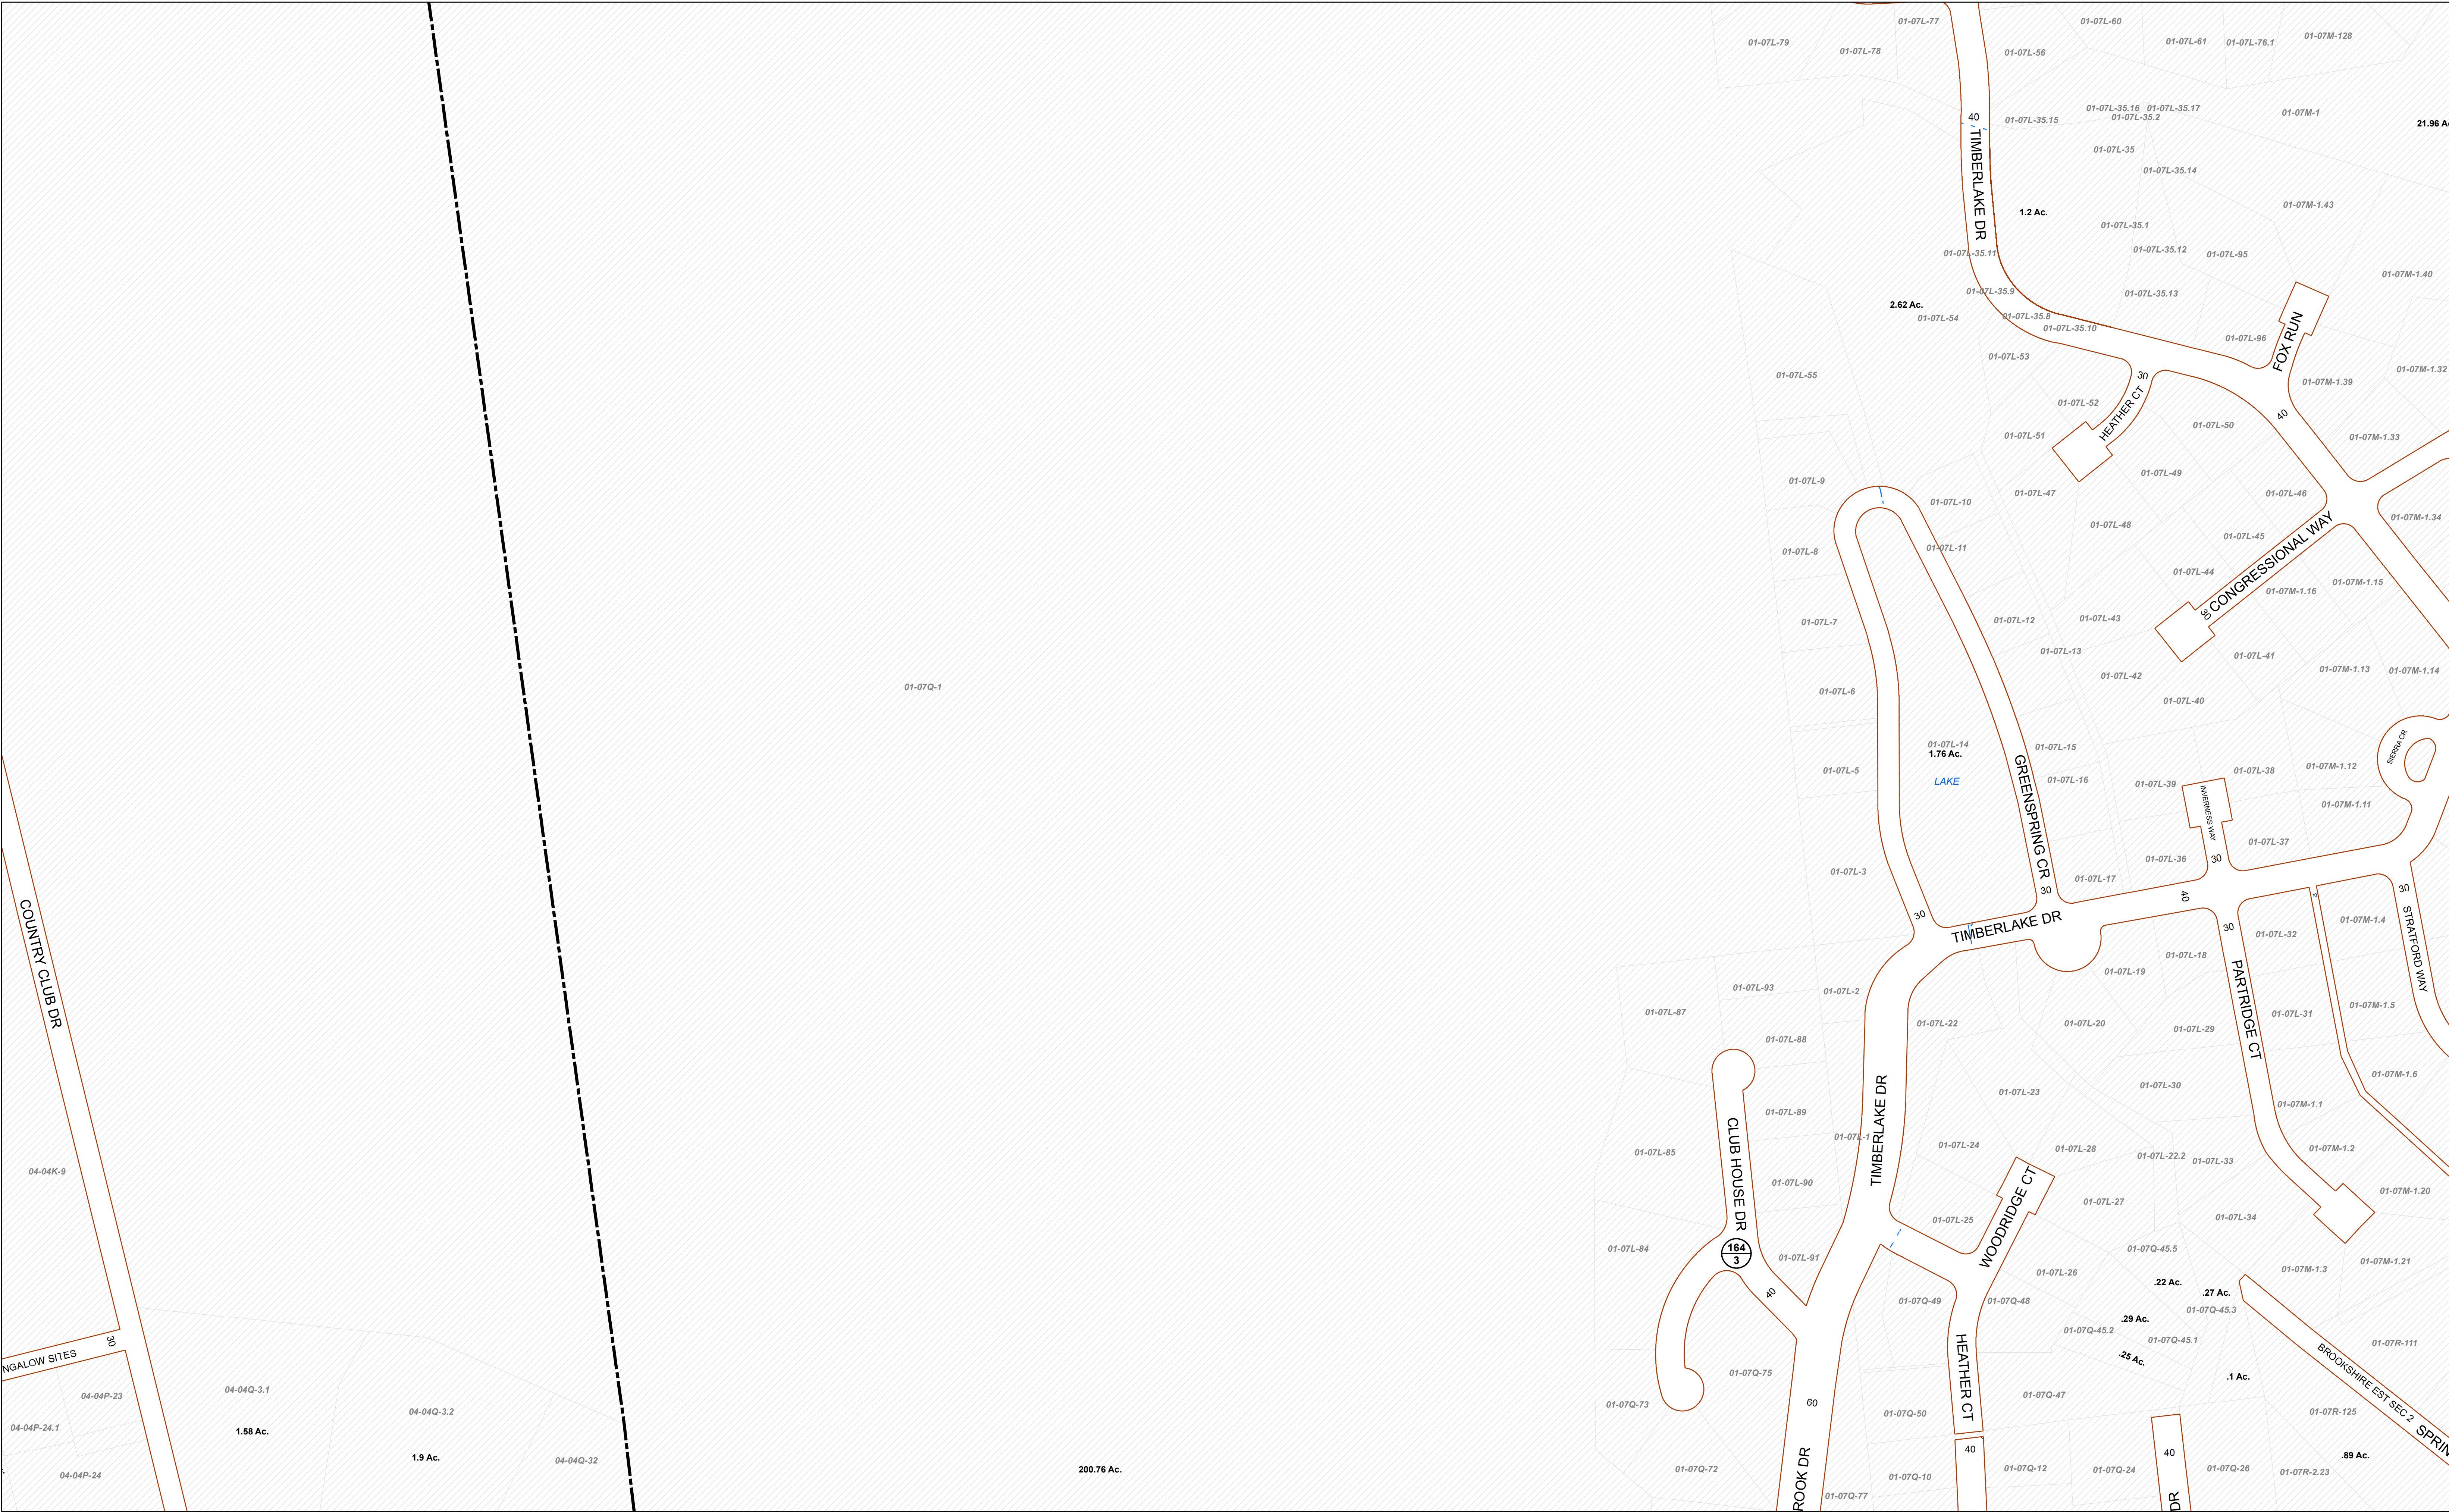 01-07L-77
01-07L-60
01-07L-79
01-07L-78
01-07L-56
01-07L-61
01-07L-76.1
01-07M-128
40
01-07L-35.15
01-07L-35.16
01-07L-35.17
01-07L-35.2
01-07M-1
21.96 A
01-07L-35
01-07L-35.14
TIMBERLAKE DR
1.2 Ac.
01-07M-1.43
01-07L-35.1
01-07L-35.11
01-07L-35.12
01-07L-95
01-07M-1.40
01-07L-35.9
01-07L-35.13
2.62 Ac.
01-07L-54
01-07L-35.8
01-07L-35.10
01-07L-96
FOX RUN
01-07L-53
01-07L-55
30
01-07M-1.39
01-07M-1.32
01-07L-52
HEATHER CT
40
01-07L-51
01-07L-50
01-07M-1.33
01-07L-9
01-07L-10
01-07L-47
01-07L-49
01-07L-46
01-07L-48
01-07M-1.34
01-07L-8
01-07L-11
01-07L-45
CONGRESSIONAL WAY
01-07L-44
01-07M-1.15
01-07M-1.16
30
01-07L-7
01-07L-12
01-07L-43
01-07L-13
01-07L-41
01-07M-1.13
01-07M-1.14
01-07Q-1
01-07L-6
01-07L-42
01-07L-40
01-07L-14
1.76 Ac.
LAKE
01-07L-15
01-07L-16
SIERRA CR
01-07L-5
01-07L-39
01-07L-38
01-07M-1.12
01-07M-1.11
GREENSPRING CR
INVERNESS WAY
01-07L-37
01-07L-3
01-07L-36
30
01-07L-17
30
40
30
30
TIMBERLAKE DR
30
01-07L-32
01-07M-1.4
STRATFORD WAY
COUNTRY CLUB DR
01-07L-18
01-07L-19
01-07L-93
01-07L-2
01-07L-87
01-07L-22
01-07L-20
01-07L-29
01-07L-31
01-07M-1.5
PARTRIDGE CT
01-07L-88
01-07L-23
01-07L-30
01-07M-1.6
01-07L-89
01-07M-1.1
TIMBERLAKE DR
CLUB HOUSE DR
01-07L-1
01-07L-24
01-07L-28
01-07L-22.2
01-07L-33
01-07M-1.2
04-04K-9
01-07L-85
01-07L-90
01-07L-27
01-07M-1.20
01-07L-25
WOODRIDGE CT
01-07L-34
01-07L-84
164
3
01-07L-91
01-07Q-45.5
01-07L-26
01-07M-1.3
01-07M-1.21
40
.22 Ac.
.27 Ac.
01-07Q-49
01-07Q-48
01-07Q-45.3
.29 Ac.
01-07Q-45.2
01-07Q-45.1
01-07R-111
30
NGALOW SITES
.25 Ac.
01-07Q-75
HEATHER CT
.1 Ac.
BROOKSHIRE EST SEC 2
04-04P-23
04-04Q-3.1
04-04Q-3.2
01-07Q-73
60
01-07Q-47
01-07Q-50
01-07R-125
04-04P-24.1
1.58 Ac.
1.9 Ac.
04-04Q-32
200.76 Ac.
SPRIN
40
40
.89 Ac.
04-04P-24
01-07Q-72
ROOK DR
01-07Q-10
01-07Q-12
01-07Q-24
01-07Q-26
01-07R-2.23
01-07Q-77
DR